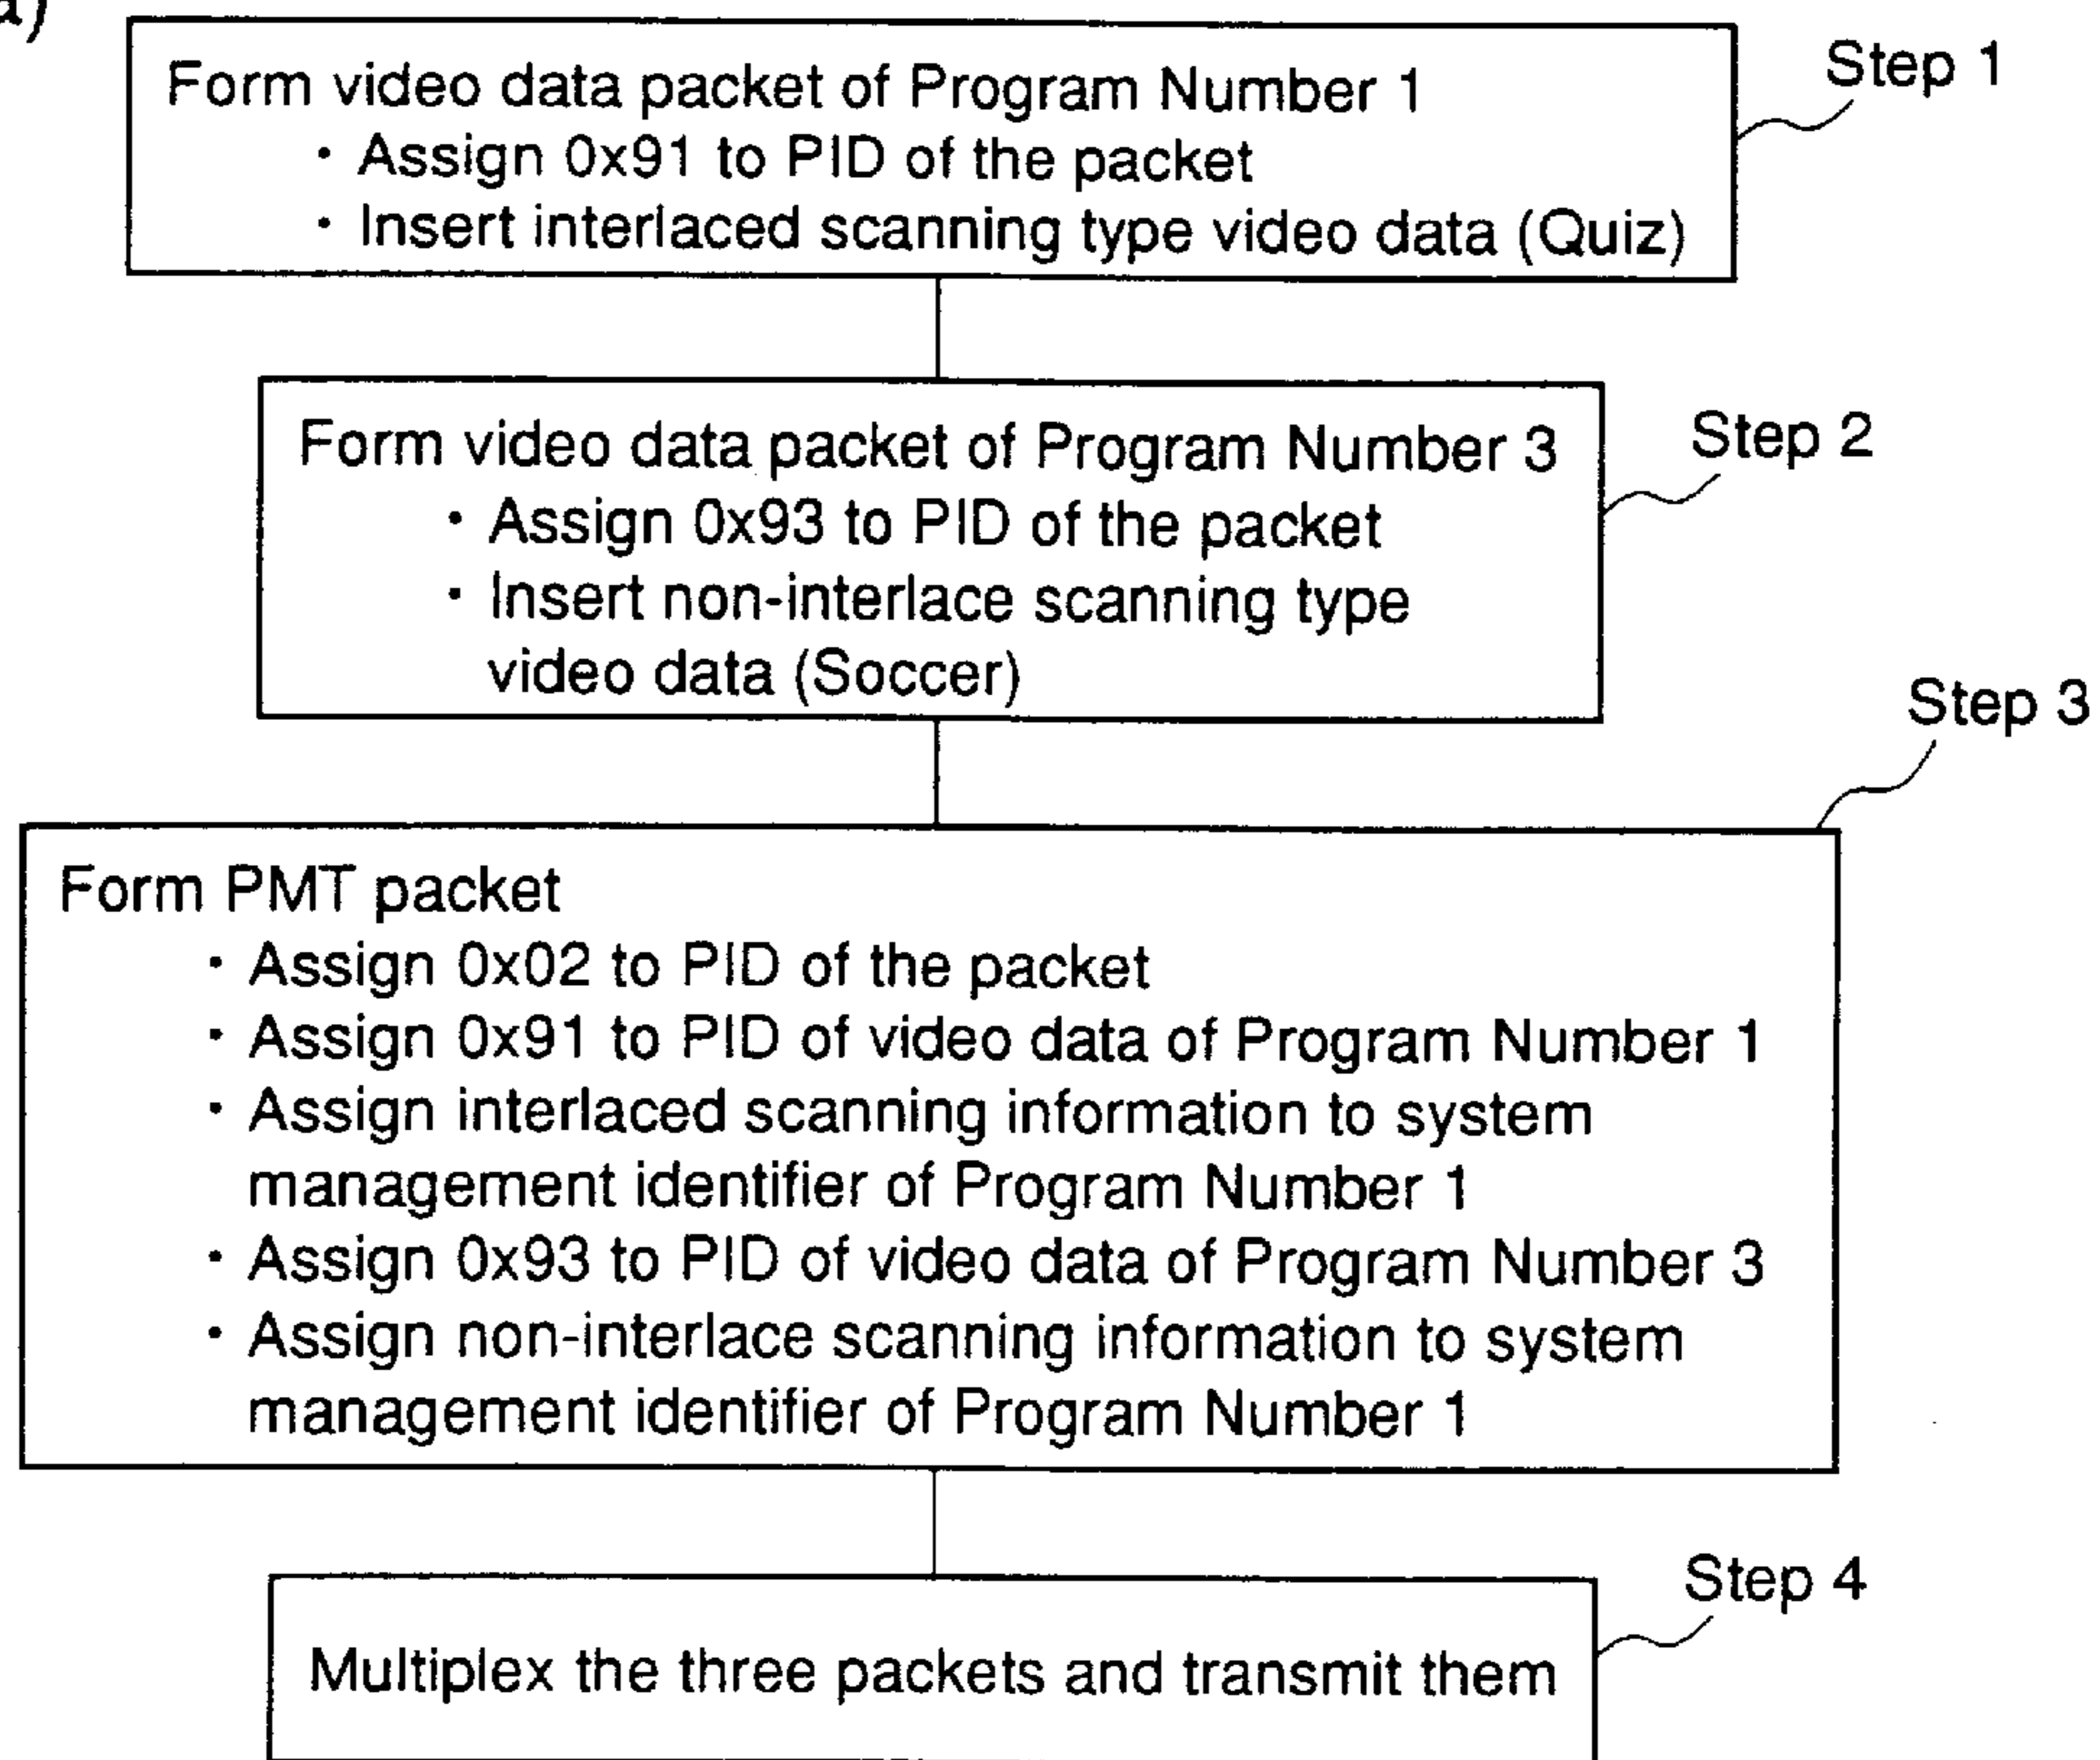 a)
Form video data packet of Program Number 1
・Assign 0x91 to PID of the packet
・Insert interlaced scanning type video data (Quiz)
Step 1
Form video data packet of Program Number 3
・Assign 0x93 to PID of the packet
・Insert non-interlace scanning type
video data (Soccer)
Step 2
Step 3
Form PMT packet
・Assign 0x02 to PID of the packet
・Assign 0x91 to PID of video data of Program Number 1
・Assign interlaced scanning information to system
management identifier of Program Number 1
・Assign 0x93 to PID of video data of Program Number 3
・Assign non-interlace scanning information to system
management identifier of Program Number 1
Step 4
Multiplex the three packets and transmit them